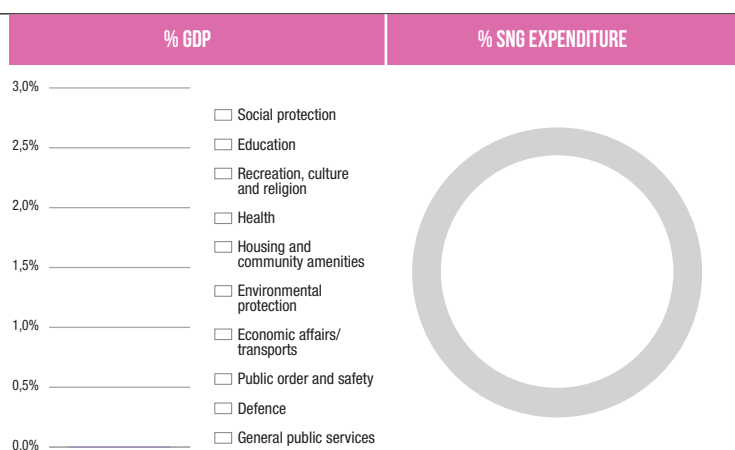 % GDP
% SNG EXPENDITURE
3,0%
2,5%
2,0%
1,5%
1,0%
0,5%
0,0%
Social protection
Education
Recreation, culture
and religion
Health
Housing and
community amenities
Environmental
protection
Economic affairs/
transports
Public order and safety
Defence
General public services